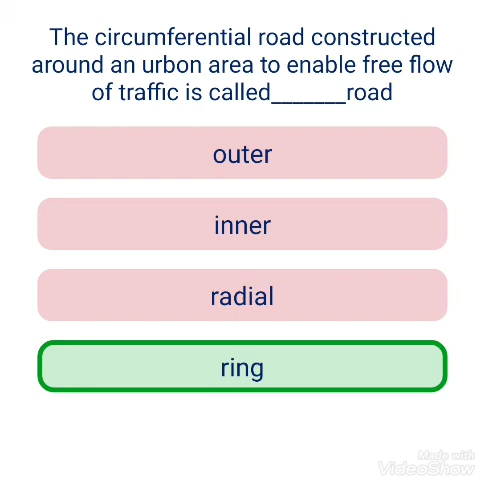 The circumferential road constructed
around an urbon area to enable free flow
of traffic is called_______road
outer
inner
radial
ring
Made with
VideoShow